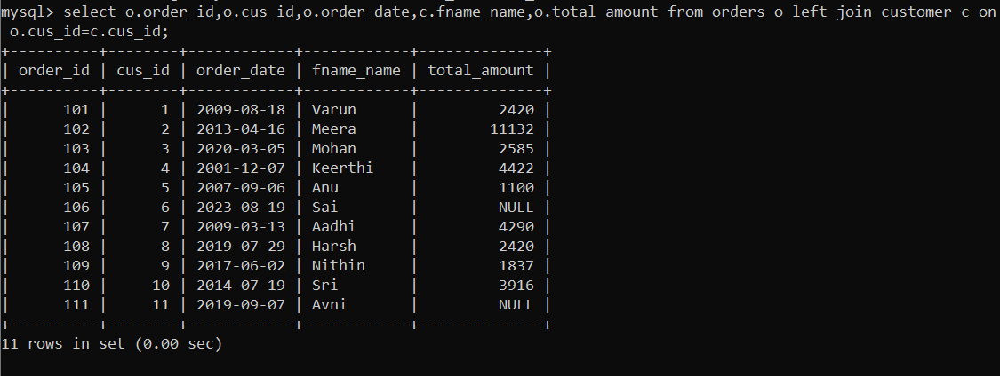 mysql> select o.order_id,o.cus_id,o.order_date,c.fname_name,o.total_amount from orders o left join customer c on
 o.cus_id=c.cus_id;
+----------+--------+------------+------------+--------------+
| order_id | cus_id | order_date | fname_name | total_amount |
+----------+--------+------------+------------+--------------+
|      101 |      1 | 2009-08-18 | Varun      |         2420 |
|      102 |      2 | 2013-04-16 | Meera      |        11132 |
|      103 |      3 | 2020-03-05 | Mohan      |         2585 |
|      104 |      4 | 2001-12-07 | Keerthi    |         4422 |
|      105 |      5 | 2007-09-06 | Anu        |         1100 |
|      106 |      6 | 2023-08-19 | Sai        |         NULL |
|      107 |      7 | 2009-03-13 | Aadhi      |         4290 |
|      108 |      8 | 2019-07-29 | Harsh      |         2420 |
|      109 |      9 | 2017-06-02 | Nithin     |         1837 |
|      110 |     10 | 2014-07-19 | Sri        |         3916 |
|      111 |     11 | 2019-09-07 | Avni       |         NULL |
+----------+--------+------------+------------+--------------+
11 rows in set (0.00 sec)